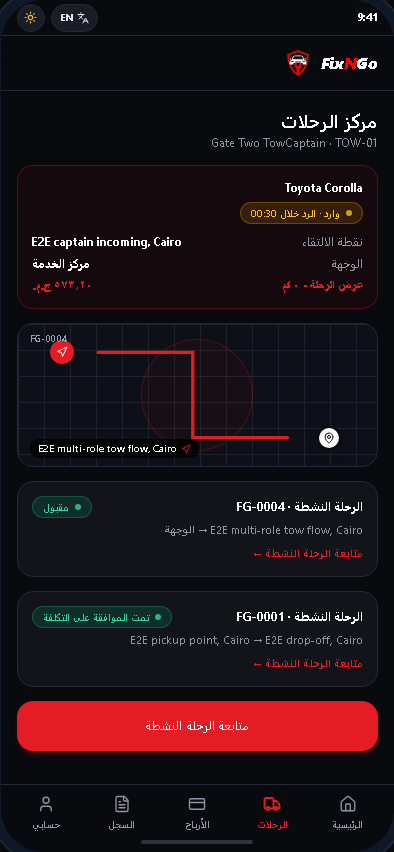 9:41
EN
FixNGo
مركز الرحلات
Gate Two TowCaptain · TOW-01
Toyota Corolla
وارد · الرد خلال 00:30
نقطة الالتقاء
E2E captain incoming, Cairo
الوجهة
مركز الخدمة
عرض الرحلة · ٠ كم
٥٧٣٫٢٠ ج.م.
FG-0004
E2E multi-role tow flow, Cairo
الرحلة النشطة · FG-0004
مقبول
E2E multi-role tow flow, Cairo → الوجهة
متابعة الرحلة النشطة ←
الرحلة النشطة · FG-0001
تمت الموافقة على التكلفة
E2E pickup point, Cairo → E2E drop-off, Cairo
متابعة الرحلة النشطة ←
متابعة الرحلة النشطة
الرئيسية
الرحلات
الأرباح
السجل
حسابي